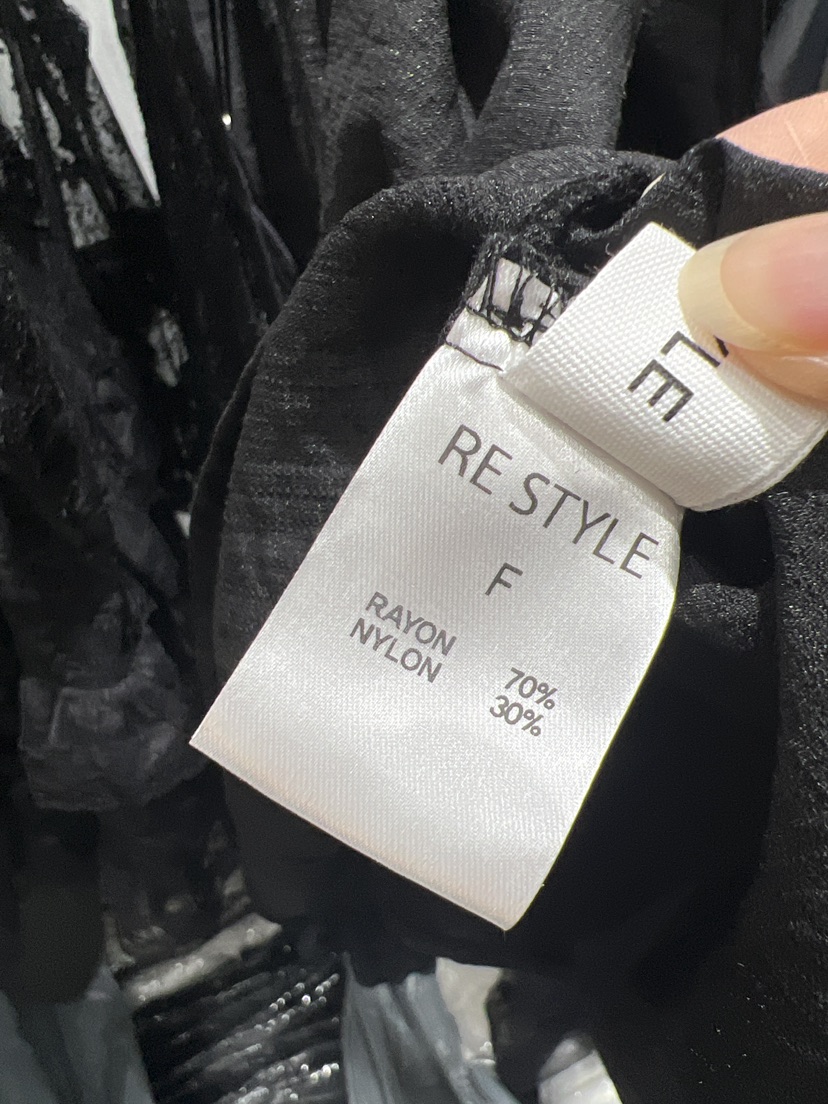 RE STYLE
F
RAYON 70%
NYLON 30%